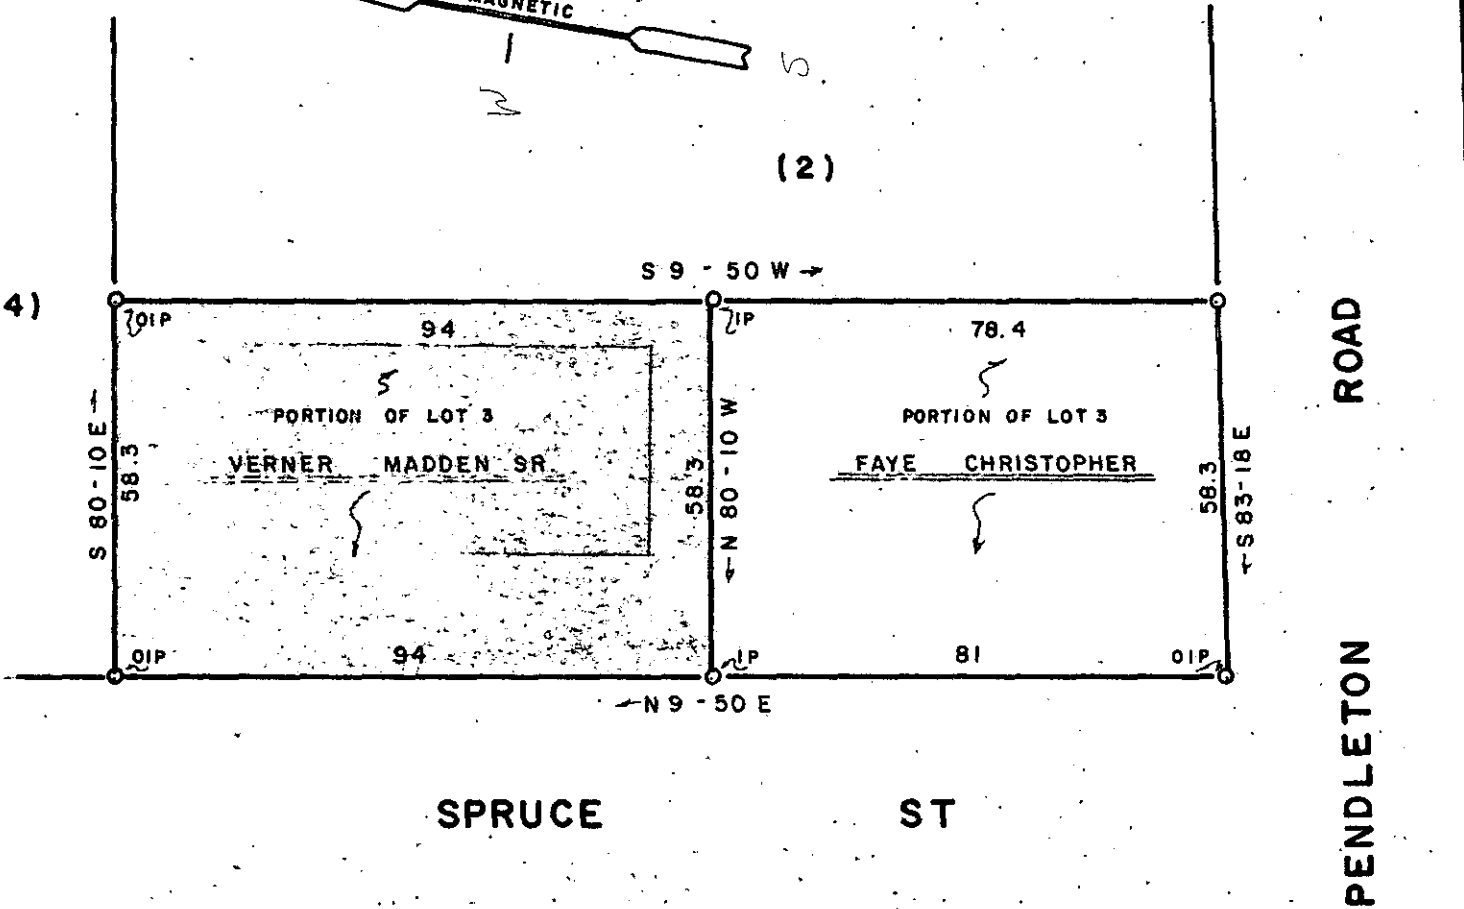 MAGNETIC
S
N
(2)
S 9 - 50 W
4)
OIP
94
IP
78.4
PORTION OF LOT 3
VERNER MADDEN SR
PORTION OF LOT 3
FAYE CHRISTOPHER
S 80-10 E
58.3
58.3
N 80-10 W
58.3
S 83-18 E
OIP
94
IP
81
OIP
N 9 - 50 E
SPRUCE ST
PENDLETON ROAD